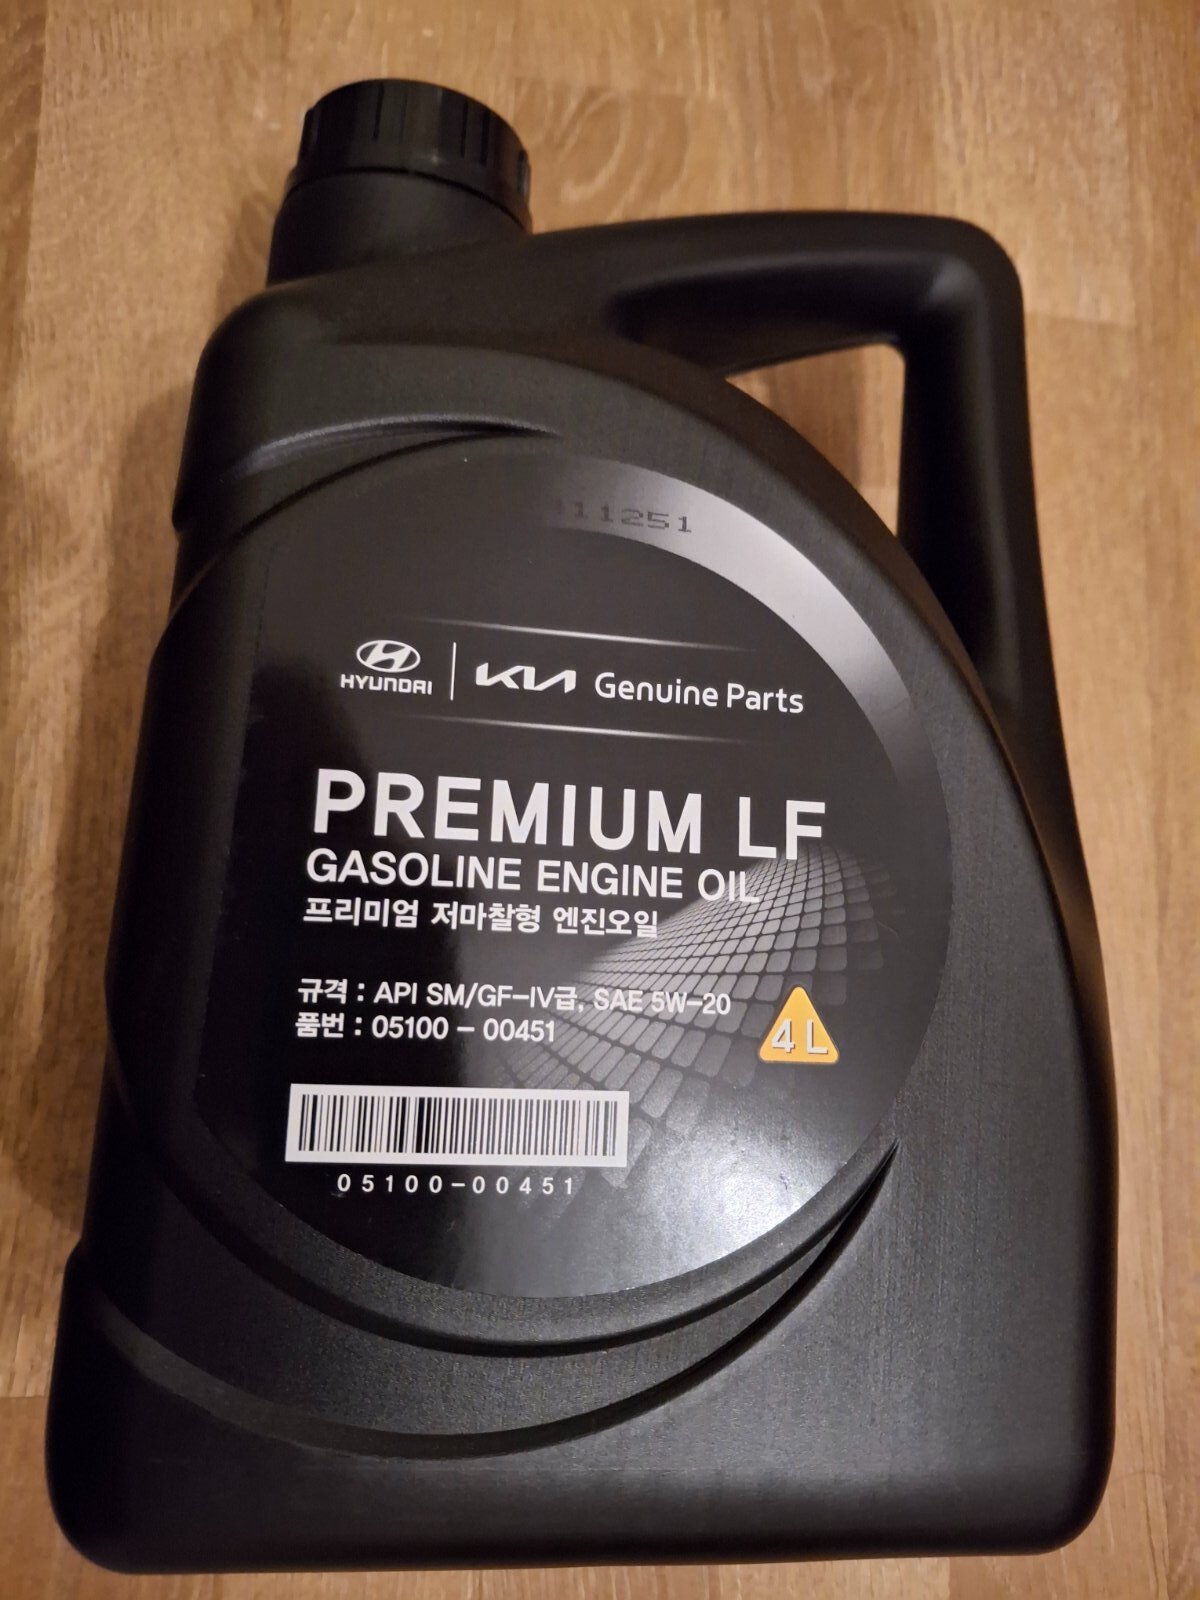 11251
HYUNDAI KIA Genuine Parts
PREMIUM LF
GASOLINE ENGINE OIL
프리미엄 저마찰형 엔진오일
규격 : API SM/GF-IV급, SAE 5W-20
품번 : 05100 - 00451
4 L
05100-00451